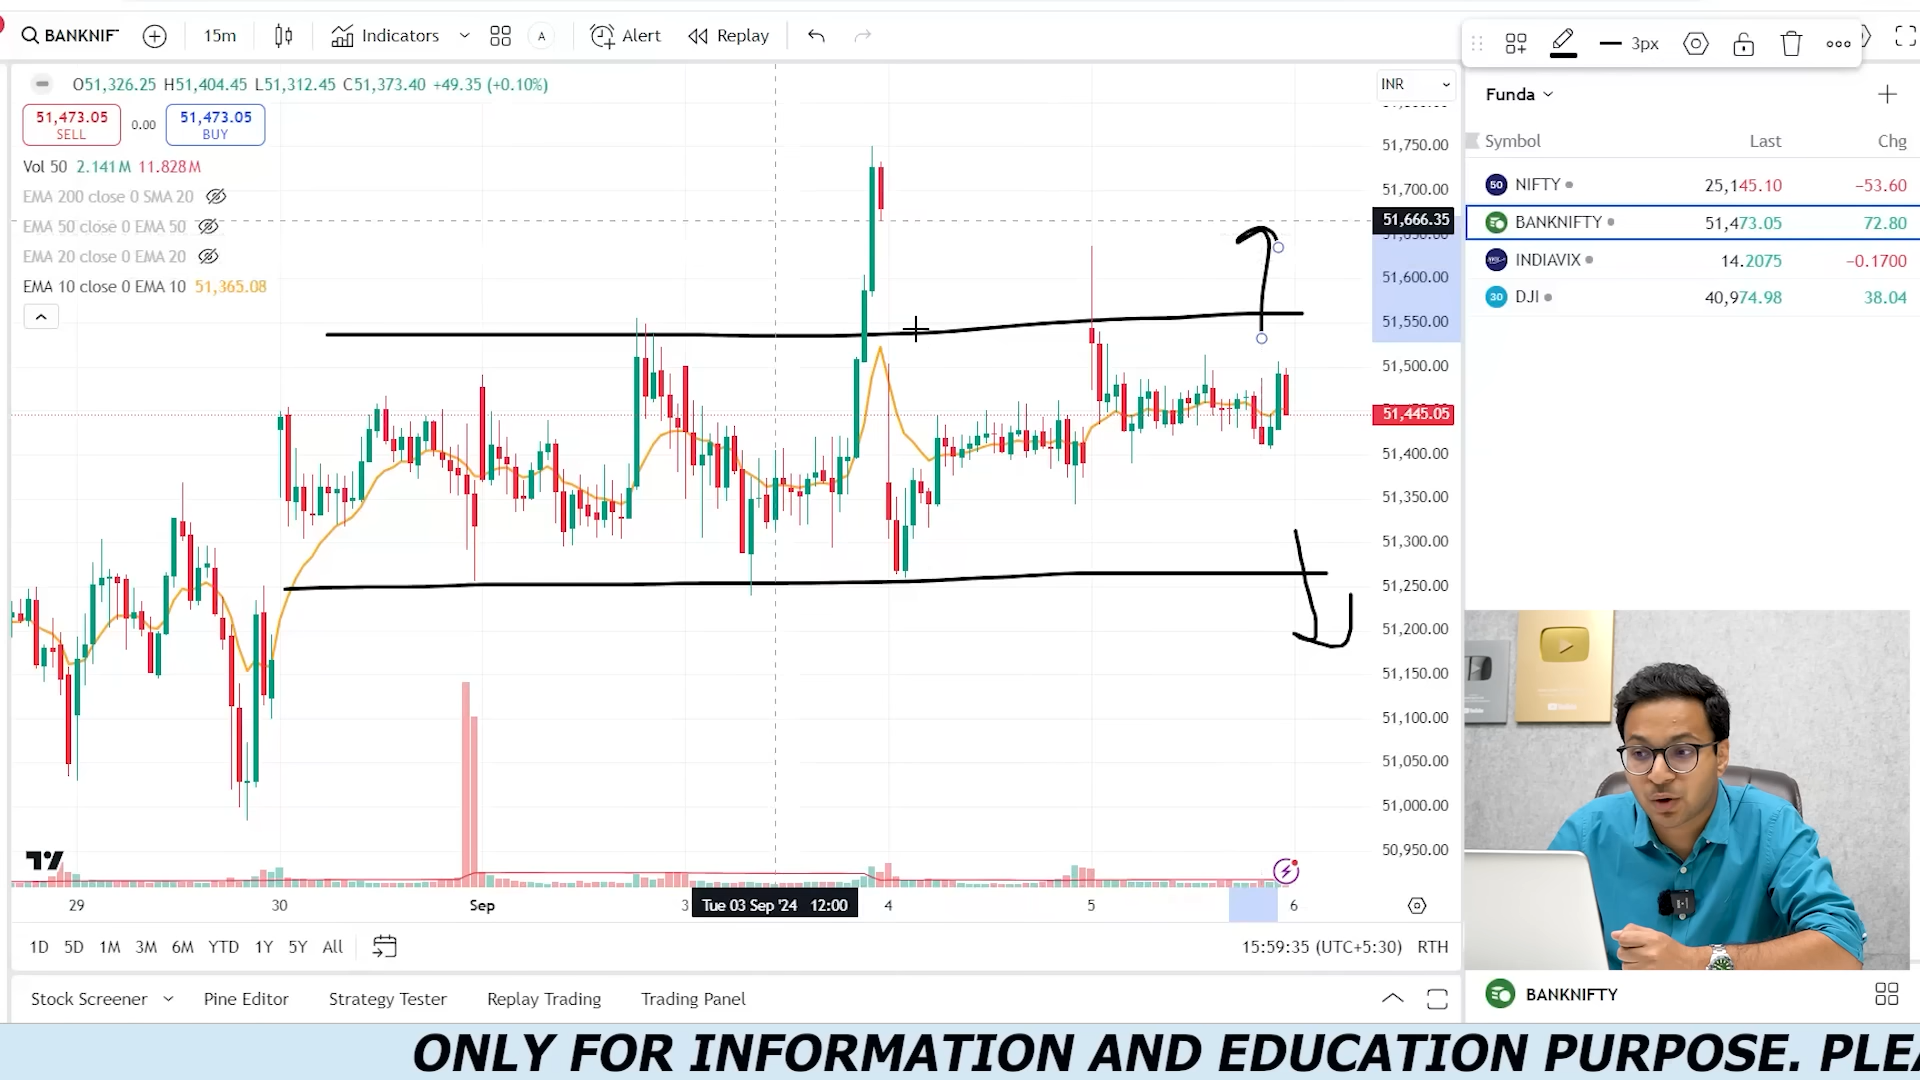 BANKNIF
15m
Indicators
A
Alert
Replay
3px
O51,326.25 H51,404.45 L51,312.45 C51,373.40 +49.35 (+0.10%)
INR
51,473.05
SELL
0.00
51,473.05
BUY
Vol 50 2.141M 11.828M
EMA 200 close 0 SMA 20
EMA 50 close 0 EMA 50
EMA 20 close 0 EMA 20
EMA 10 close 0 EMA 10 51,365.08
51,750.00
51,700.00
51,666.35
51,600.00
51,550.00
51,500.00
51,445.05
51,400.00
51,350.00
51,300.00
51,250.00
51,200.00
51,150.00
51,100.00
51,050.00
51,000.00
50,950.00
29
30
Sep
3
Tue 03 Sep '24 12:00
4
5
6
1D 5D 1M 3M 6M YTD 1Y 5Y All
15:59:35 (UTC+5:30) RTH
Stock Screener
Pine Editor
Strategy Tester
Replay Trading
Trading Panel
Funda
Symbol Last Chg
50 NIFTY 25,145.10 −53.60
BANKNIFTY 51,473.05 72.80
INDIAVIX 14.2075 −0.1700
30 DJI 40,974.98 38.04
BANKNIFTY
ONLY FOR INFORMATION AND EDUCATION PURPOSE.